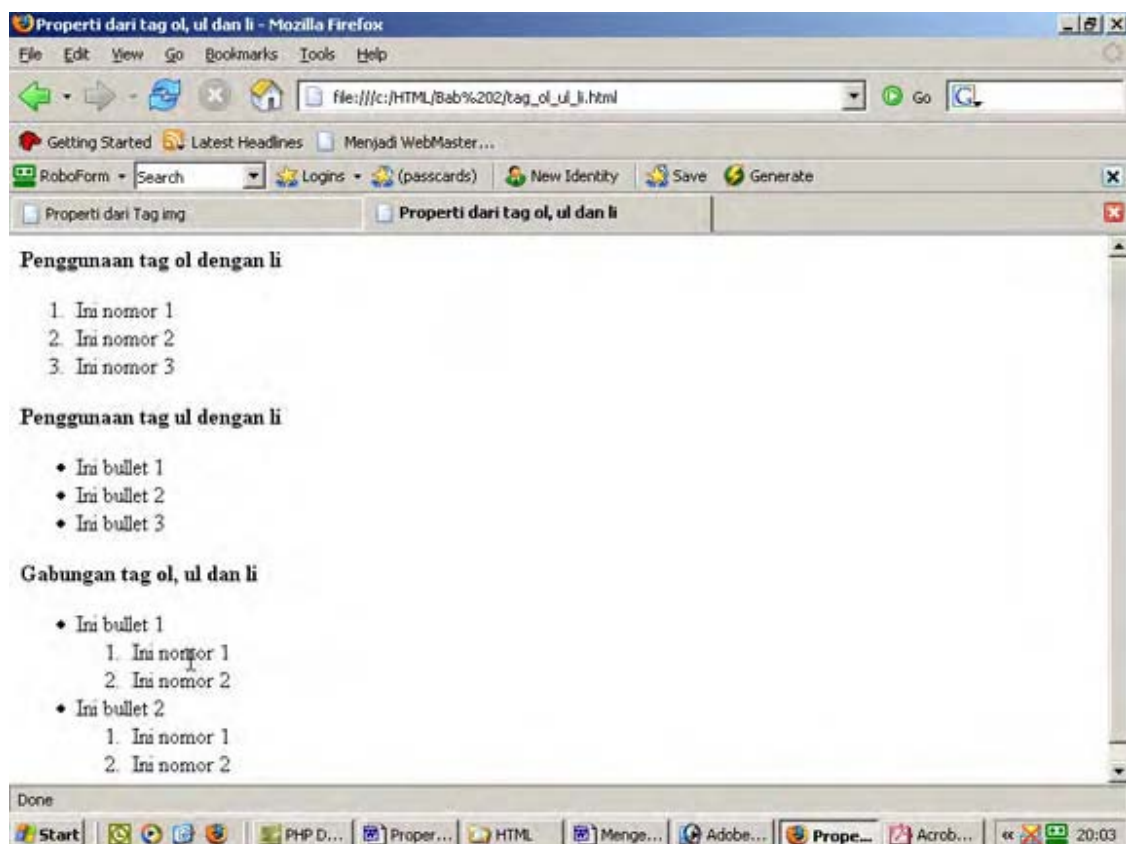 Properti dari tag ol, ul dan li - Mozilla Firefox
File Edit View Go Bookmarks Tools Help
file:///c:/HTML/Bab%202/tag_ol_ul_li.html Go G
Getting Started Latest Headlines Menjadi WebMaster...
RoboForm Search Logins (passcards) New Identity Save Generate
Properti dari Tag img Properti dari tag ol, ul dan li
Penggunaan tag ol dengan li
1. Ini nomor 1
2. Ini nomor 2
3. Ini nomor 3
Penggunaan tag ul dengan li
• Ini bullet 1
• Ini bullet 2
• Ini bullet 3
Gabungan tag ol, ul dan li
• Ini bullet 1
1. Ini nomor 1
2. Ini nomor 2
• Ini bullet 2
1. Ini nomor 1
2. Ini nomor 2
Done
Start PHP D... Proper... HTML Menge... Adobe... Prope... Acrob... « 20:03